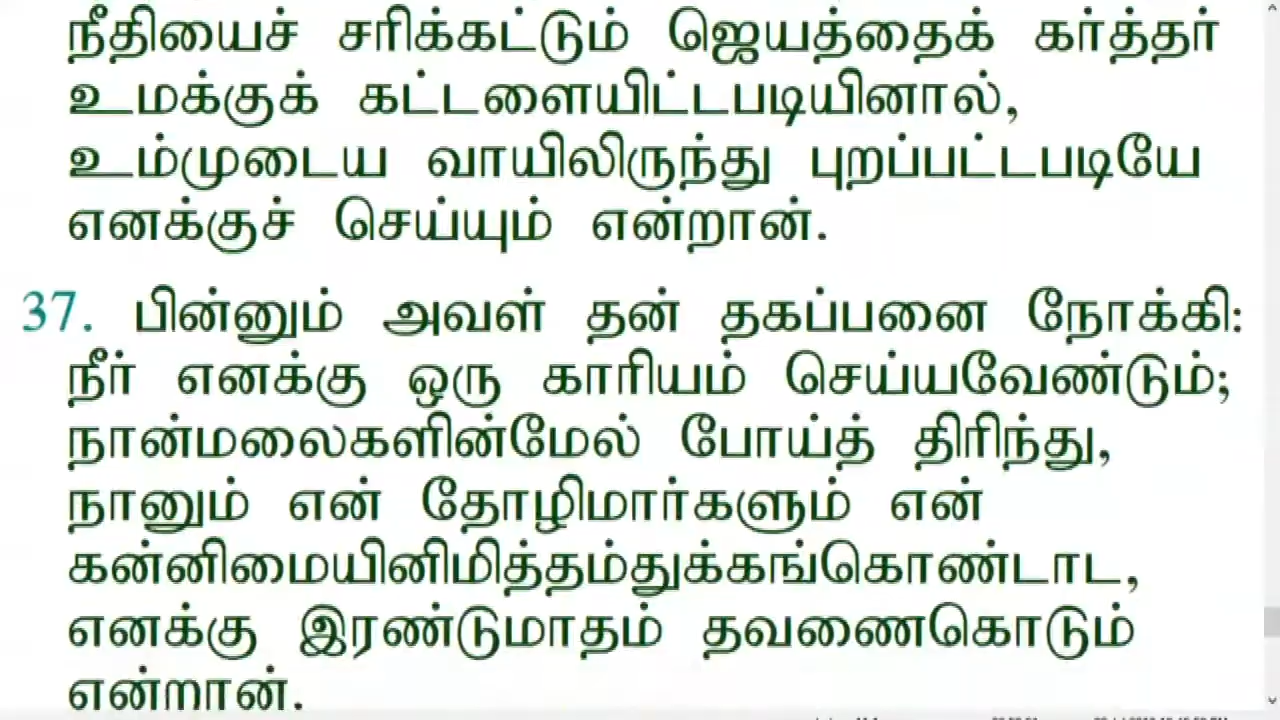 நீதியைச் சரிக்கட்டும் ஜெயத்தைக் கர்த்தர்
உமக்குக் கட்டளையிட்டபடியினால்,
உம்முடைய வாயிலிருந்து புறப்பட்டபடியே
எனக்குச் செய்யும் என்றான்.
37. பின்னும் அவள் தன் தகப்பனை நோக்கி:
நீர் எனக்கு ஒரு காரியம் செய்யவேண்டும்;
நான்மலைகளின்மேல் போய்த் திரிந்து,
நானும் என் தோழிமார்களும் என்
கன்னிமையினிமித்தம்துக்கங்கொண்டாட,
எனக்கு இரண்டுமாதம் தவணைகொடும்
என்றான்.